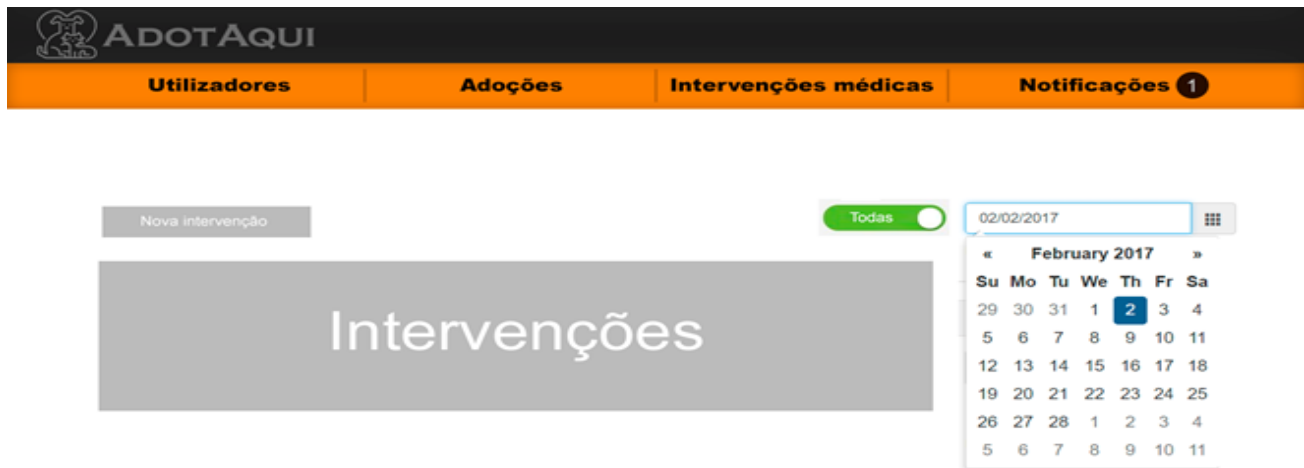 ADOTAQUI
Utilizadores Adoções Intervenções médicas Notificações 1
Nova intervenção Todas 02/02/2017
« February 2017 »
Su Mo Tu We Th Fr Sa
29 30 31 1 2 3 4
5 6 7 8 9 10 11
12 13 14 15 16 17 18
19 20 21 22 23 24 25
26 27 28 1 2 3 4
5 6 7 8 9 10 11
Intervenções